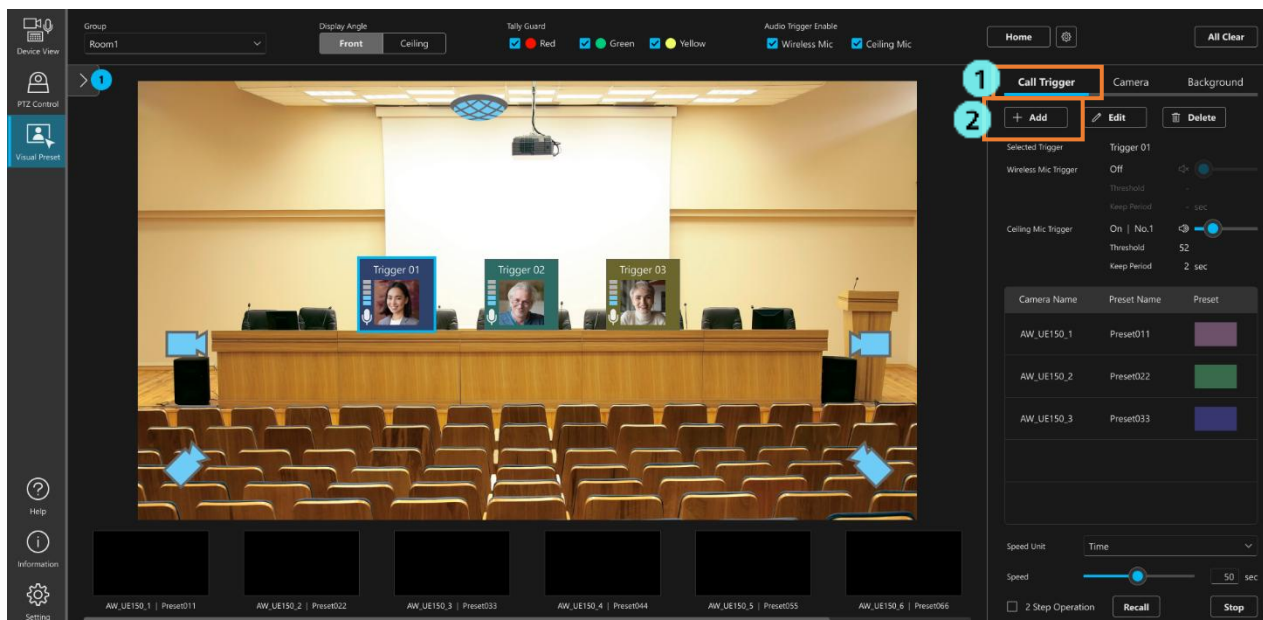 Device View
PTZ Control
Visual Preset
Help
Information
Setting
Group
Room1
Display Angle
Front Ceiling
Tally Guard
Red Green Yellow
Audio Trigger Enable
Wireless Mic Ceiling Mic
Home
All Clear
1
1
Call Trigger Camera Background
2
+ Add Edit Delete
Selected Trigger Trigger 01
Wireless Mic Trigger Off
Threshold -
Keep Period - sec
Ceiling Mic Trigger On | No.1
Threshold 52
Keep Period 2 sec
Camera Name Preset Name Preset
AW_UE150_1 Preset011
AW_UE150_2 Preset022
AW_UE150_3 Preset033
Speed Unit Time
Speed 50 sec
2 Step Operation Recall Stop
Trigger 01 Trigger 02 Trigger 03
AW_UE150_1 | Preset011
AW_UE150_2 | Preset022
AW_UE150_3 | Preset033
AW_UE150_4 | Preset044
AW_UE150_5 | Preset055
AW_UE150_6 | Preset066